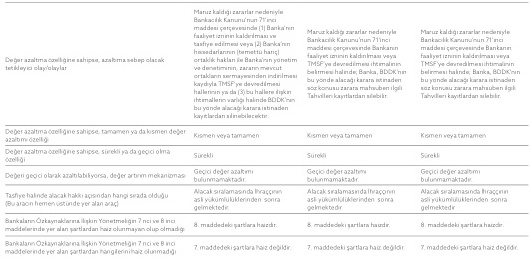 Maruz kaldığı zararlar nedeniyle
Bankacılık Kanunu'nun 71'inci
maddesi çerçevesinde (1) Banka'nın
faaliyet izninin kaldırılması ve
tasfiye edilmesi veya (2) Banka'nın
hissedarlarının (temettü hariç)
ortaklık hakları ile Banka'nın yönetim
ve denetiminin, zararın mevcut
ortakların sermayesinden indirilmesi
kaydıyla TMSF'ye devredilmesi
hallerinin ya da (3) bu hallere ilişkin
ihtimallerin varlığı halinde BDDK'nın
bu yönde alacağı karara istinaden
kayıtlardan silinebilecektir.
Maruz kaldığı zararlar nedeniyle
Bankacılık Kanunu'nun 71'inci
maddesi çerçevesinde Bankanın
faaliyet izninin kaldırılması veya
TMSF'ye devredilmesi ihtimalinin
belirmesi halinde; Banka, BDDK'nın
bu yönde alacağı karara istinaden
söz konusu zarara mahsuben ilgili
Tahvilleri kayıtlardan silebilir.
Maruz kaldığı zararlar nedeniyle
Bankacılık Kanunu'nun 71'inci
maddesi çerçevesinde Bankanın
faaliyet izninin kaldırılması veya
TMSF'ye devredilmesi ihtimalinin
belirmesi halinde; Banka, BDDK'nın
bu yönde alacağı karara istinaden
söz konusu zarara mahsuben ilgili
Tahvilleri kayıtlardan silebilir.
Değer azaltma özelliğine sahipse, azaltıma sebep olacak
tetikleyici olay/olaylar
Değer azaltma özelliğine sahipse, tamamen ya da kısmen değer
azaltımı özelliği
Kısmen veya tamamen
Kısmen veya tamamen
Kısmen veya tamamen
Değer azaltma özelliğine sahipse, sürekli ya da geçici olma
özelliği
Sürekli
Sürekli
Sürekli
Değeri geçici olarak azaltılabiliyorsa, değer artırım mekanizması
Geçici değer azaltımı
bulunmamaktadır.
Geçici değer azaltımı
bulunmamaktadır.
Geçici değer azaltımı
bulunmamaktadır
Tasfiye halinde alacak hakkı açısından hangi sırada olduğu
(Bu aracın hemen üstünde yer alan araç)
Alacak sıralamasında İhraççının
asli yükümlülüklerinden sonra
gelmektedir
Alacak sıralamasında İhraççının
asli yükümlülüklerinden sonra
gelmektedir.
Alacak sıralamasında İhraççının
asli yükümlülüklerinden sonra
gelmektedir.
Bankaların Özkaynaklarına İlişkin Yönetmeliğin 7 nci ve 8 inci
maddelerinde yer alan şartlardan haiz olunmayan olup olmadığı
8. maddedeki şartlara haizdir.
8. maddedeki şartlara haizdir.
8. maddedeki şartlara haizdir.
Bankaların Özkaynaklarına İlişkin Yönetmeliğin 7 nci ve 8 inci
maddelerinde yer alan şartlardan hangilerini haiz olunmadığı
7. maddedeki şartlara haiz değildir
7. maddedeki şartlara haiz değildir.
7. maddedeki şartlara haiz değildir.